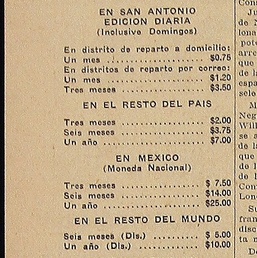 EN SAN ANTONIO
EDICION DIARIA
(Inclusive Domingos)
En distrito de reparto a domicilio:
Un mes ............ $0.75
En distritos de reparto por correo:
Un mes ............ $1.20
Tres meses ............ $3.50
EN EL RESTO DEL PAIS
Tres meses ............ $2.00
Seis meses ............ $3.75
Un año ............ $7.00
EN MEXICO
(Moneda Nacional)
Tres meses ............ $ 7.50
Seis meses ............ $14.00
Un año ............ $25.00
EN EL RESTO DEL MUNDO
Seis meses (Dls.) ..... $ 5.00
Un año (Dls.) ..... $10.00